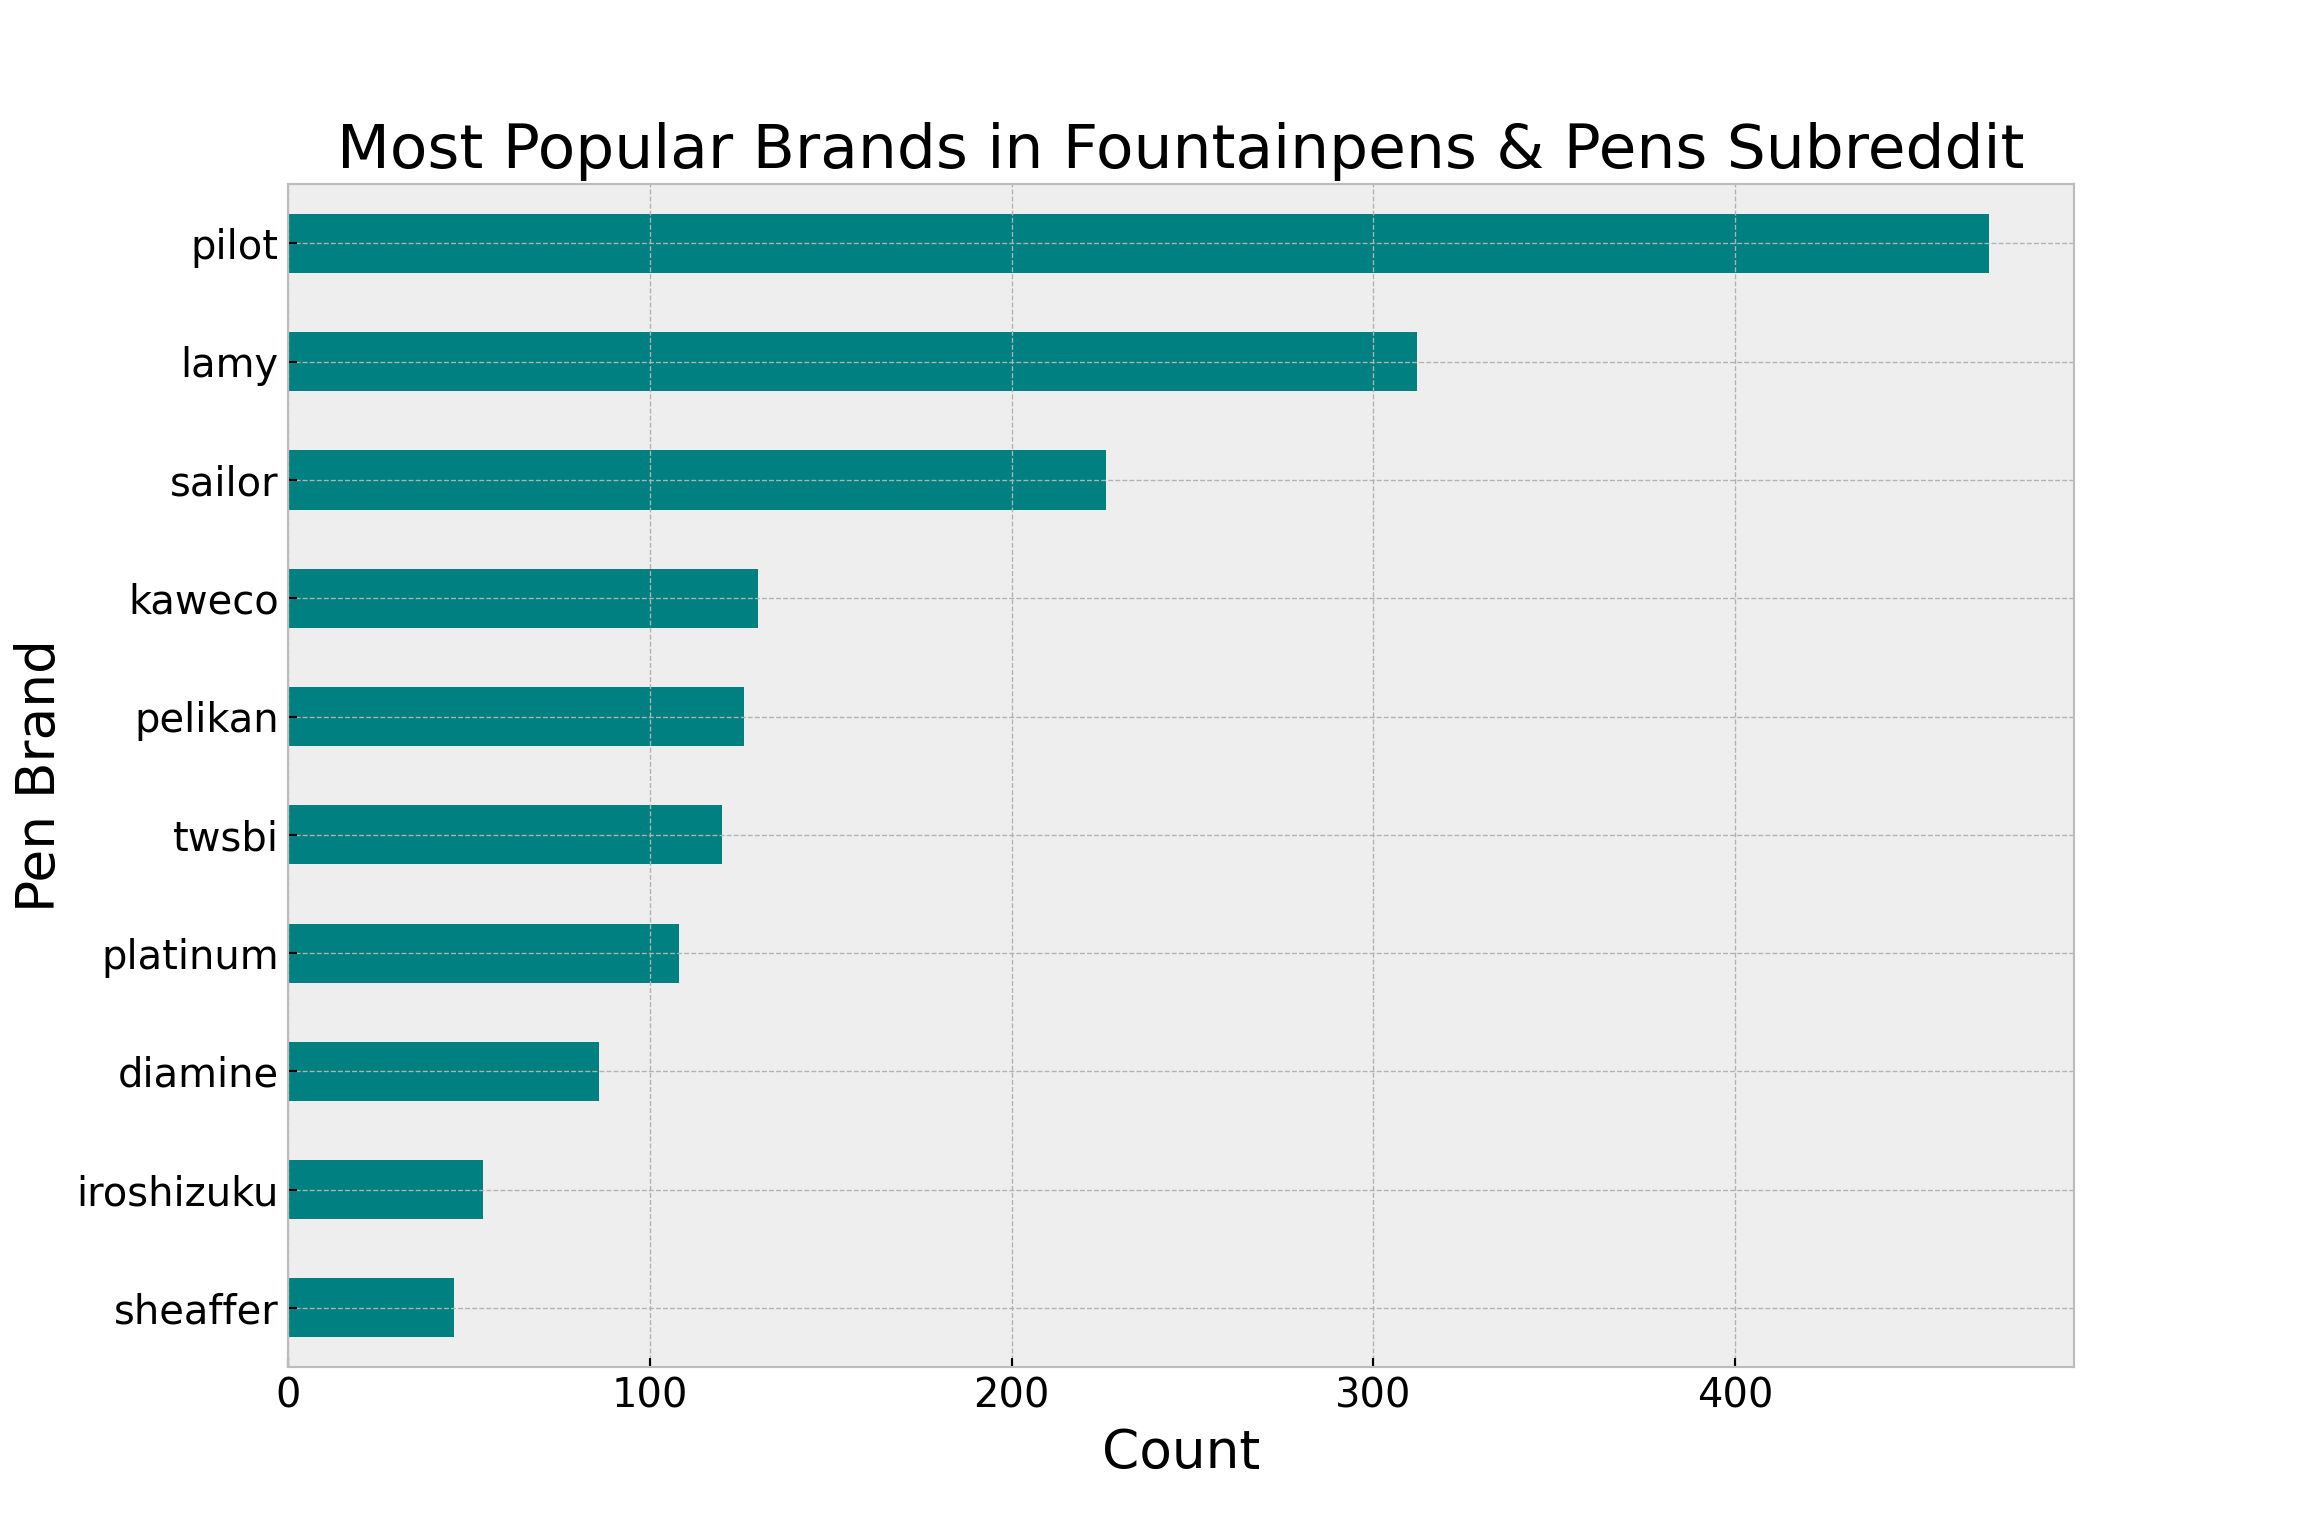 Most Popular Brands in Fountainpens & Pens Subreddit
pilot
lamy
sailor
kaweco
pelikan
twsbi
platinum
diamine
iroshizuku
sheaffer
Pen Brand
0 100 200 300 400
Count